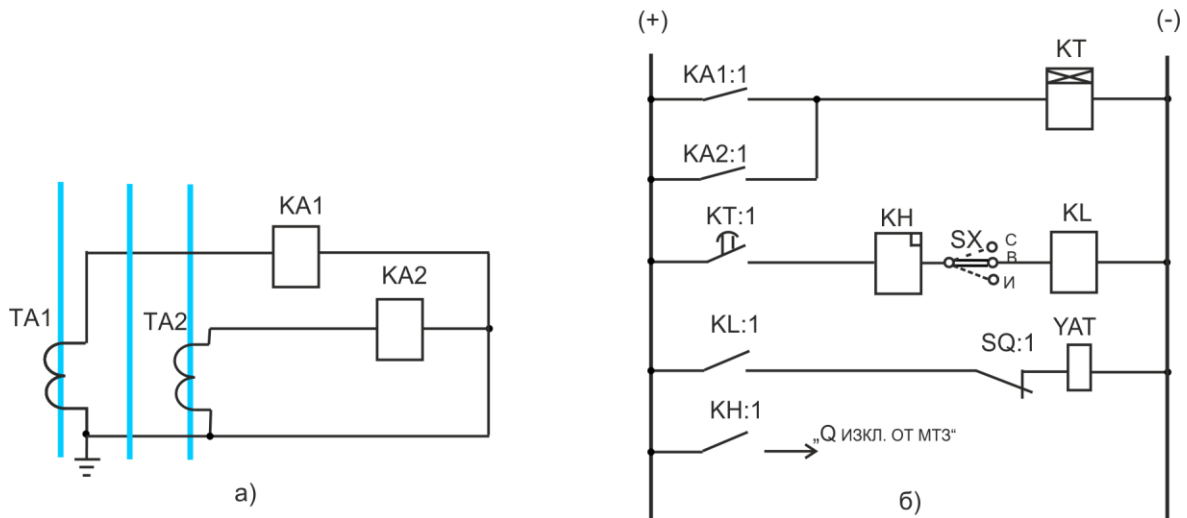 KA1
KA2
TA1
TA2
а)
(+)
(-)
KA1:1
KT
KA2:1
KT:1
KH
SX
С
В
И
KL
KL:1
SQ:1
YAT
KH:1
„Q ИЗКЛ. ОТ МТЗ“
б)